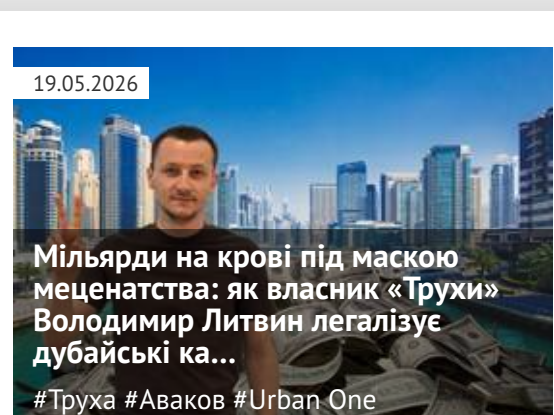 19.05.2026
Мільярди на крові під маскою
меценатства: як власник «Трухи»
Володимир Литвин легалізує
дубайські ка...
#Труха #Аваков #Urban One